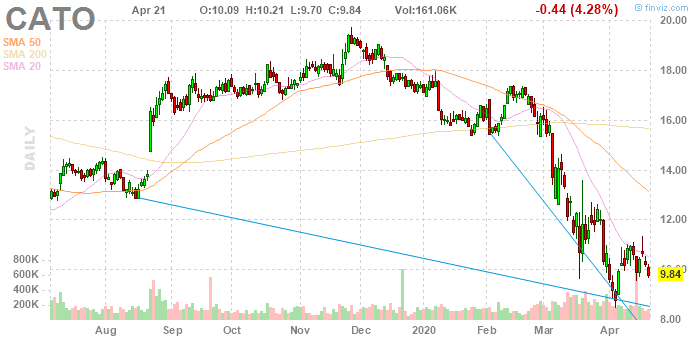 CATO Apr 21 O:10.09 H:10.21 L:9.70 C:9.84 Vol:161.06K -0.44 (4.28%) © finviz.com
SMA 50
SMA 200
SMA 20
DAILY
20.00
18.00
16.00
14.00
12.00
10.00
9.84
8.00
800K
600K
400K
200K
Aug Sep Oct Nov Dec 2020 Feb Mar Apr